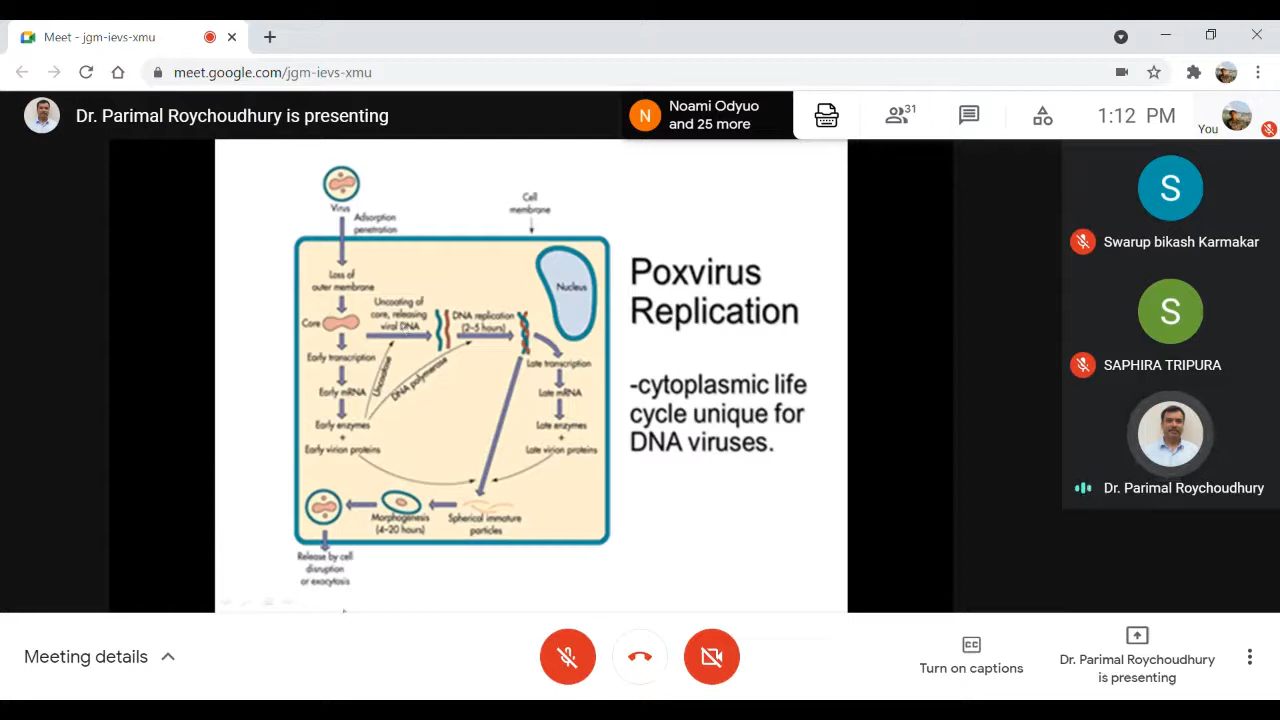 Meet - jgm-ievs-xmu
meet.google.com/jgm-ievs-xmu
Dr. Parimal Roychoudhury is presenting
N
Noami Odyuo
and 25 more
31
1:12 PM
You
Virus
Adsorption
penetration
Cell
membrane
Loss of
outer membrane
Nucleus
Uncoating of
core, releasing
viral DNA
DNA replication
(2-5 hours)
Core
Early transcription
Uncoatase
DNA polymerase
Late transcription
Early mRNA
Late mRNA
Early enzymes
+
Early virion proteins
Late enzymes
+
Late virion proteins
Morphogenesis
(4-20 hours)
Spherical immature
particles
Release by cell
disruption
or exocytosis
Poxvirus
Replication
-cytoplasmic life
cycle unique for
DNA viruses.
S
Swarup bikash Karmakar
S
SAPHIRA TRIPURA
Dr. Parimal Roychoudhury
Meeting details
CC
Turn on captions
Dr. Parimal Roychoudhury
is presenting